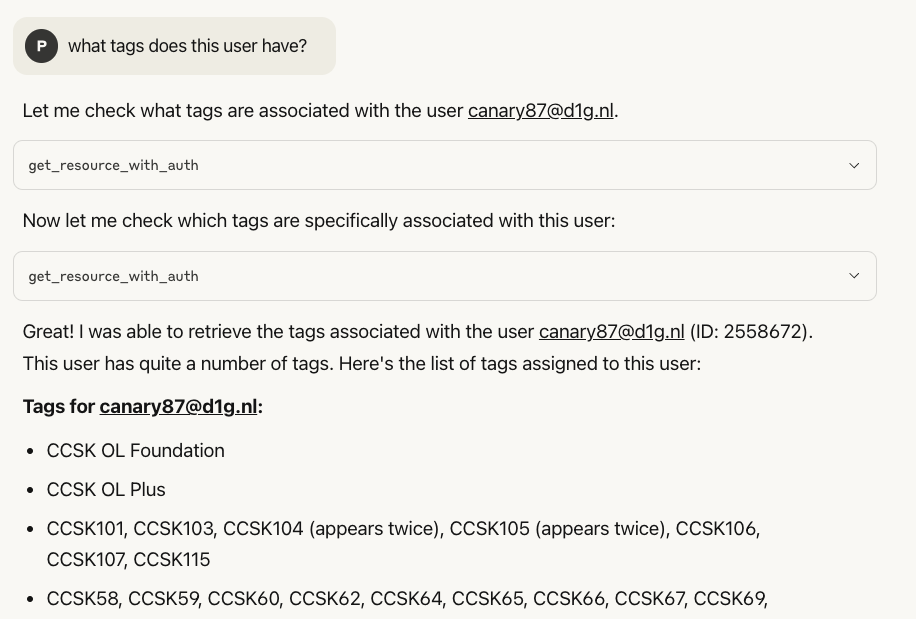 P what tags does this user have?
Let me check what tags are associated with the user canary87@d1g.nl.
get_resource_with_auth
Now let me check which tags are specifically associated with this user:
get_resource_with_auth
Great! I was able to retrieve the tags associated with the user canary87@d1g.nl (ID: 2558672).
This user has quite a number of tags. Here's the list of tags assigned to this user:
Tags for canary87@d1g.nl:
• CCSK OL Foundation
• CCSK OL Plus
• CCSK101, CCSK103, CCSK104 (appears twice), CCSK105 (appears twice), CCSK106,
CCSK107, CCSK115
• CCSK58, CCSK59, CCSK60, CCSK62, CCSK64, CCSK65, CCSK66, CCSK67, CCSK69,